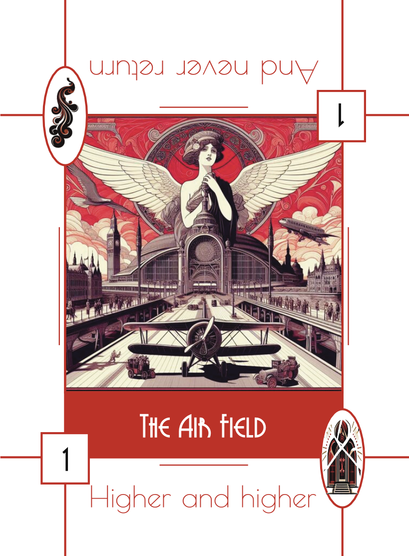 And never return
1
The Air Field
1
Higher and higher